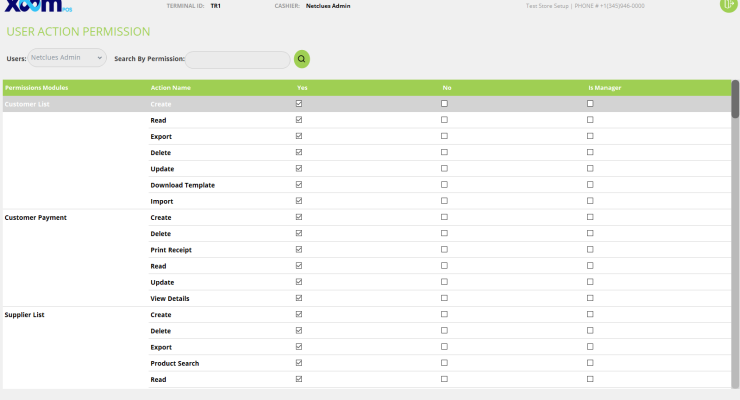 xoom POS
TERMINAL ID: TR1 CASHIER: Netclues Admin Test Store Setup | PHONE # +1(345)946-0000
USER ACTION PERMISSION
Users: Netclues Admin Search By Permission:
Permissions Modules Action Name Yes No Is Manager
Customer List Create
Read
Export
Delete
Update
Download Template
Import
Customer Payment Create
Delete
Print Receipt
Read
Update
View Details
Supplier List Create
Delete
Export
Product Search
Read